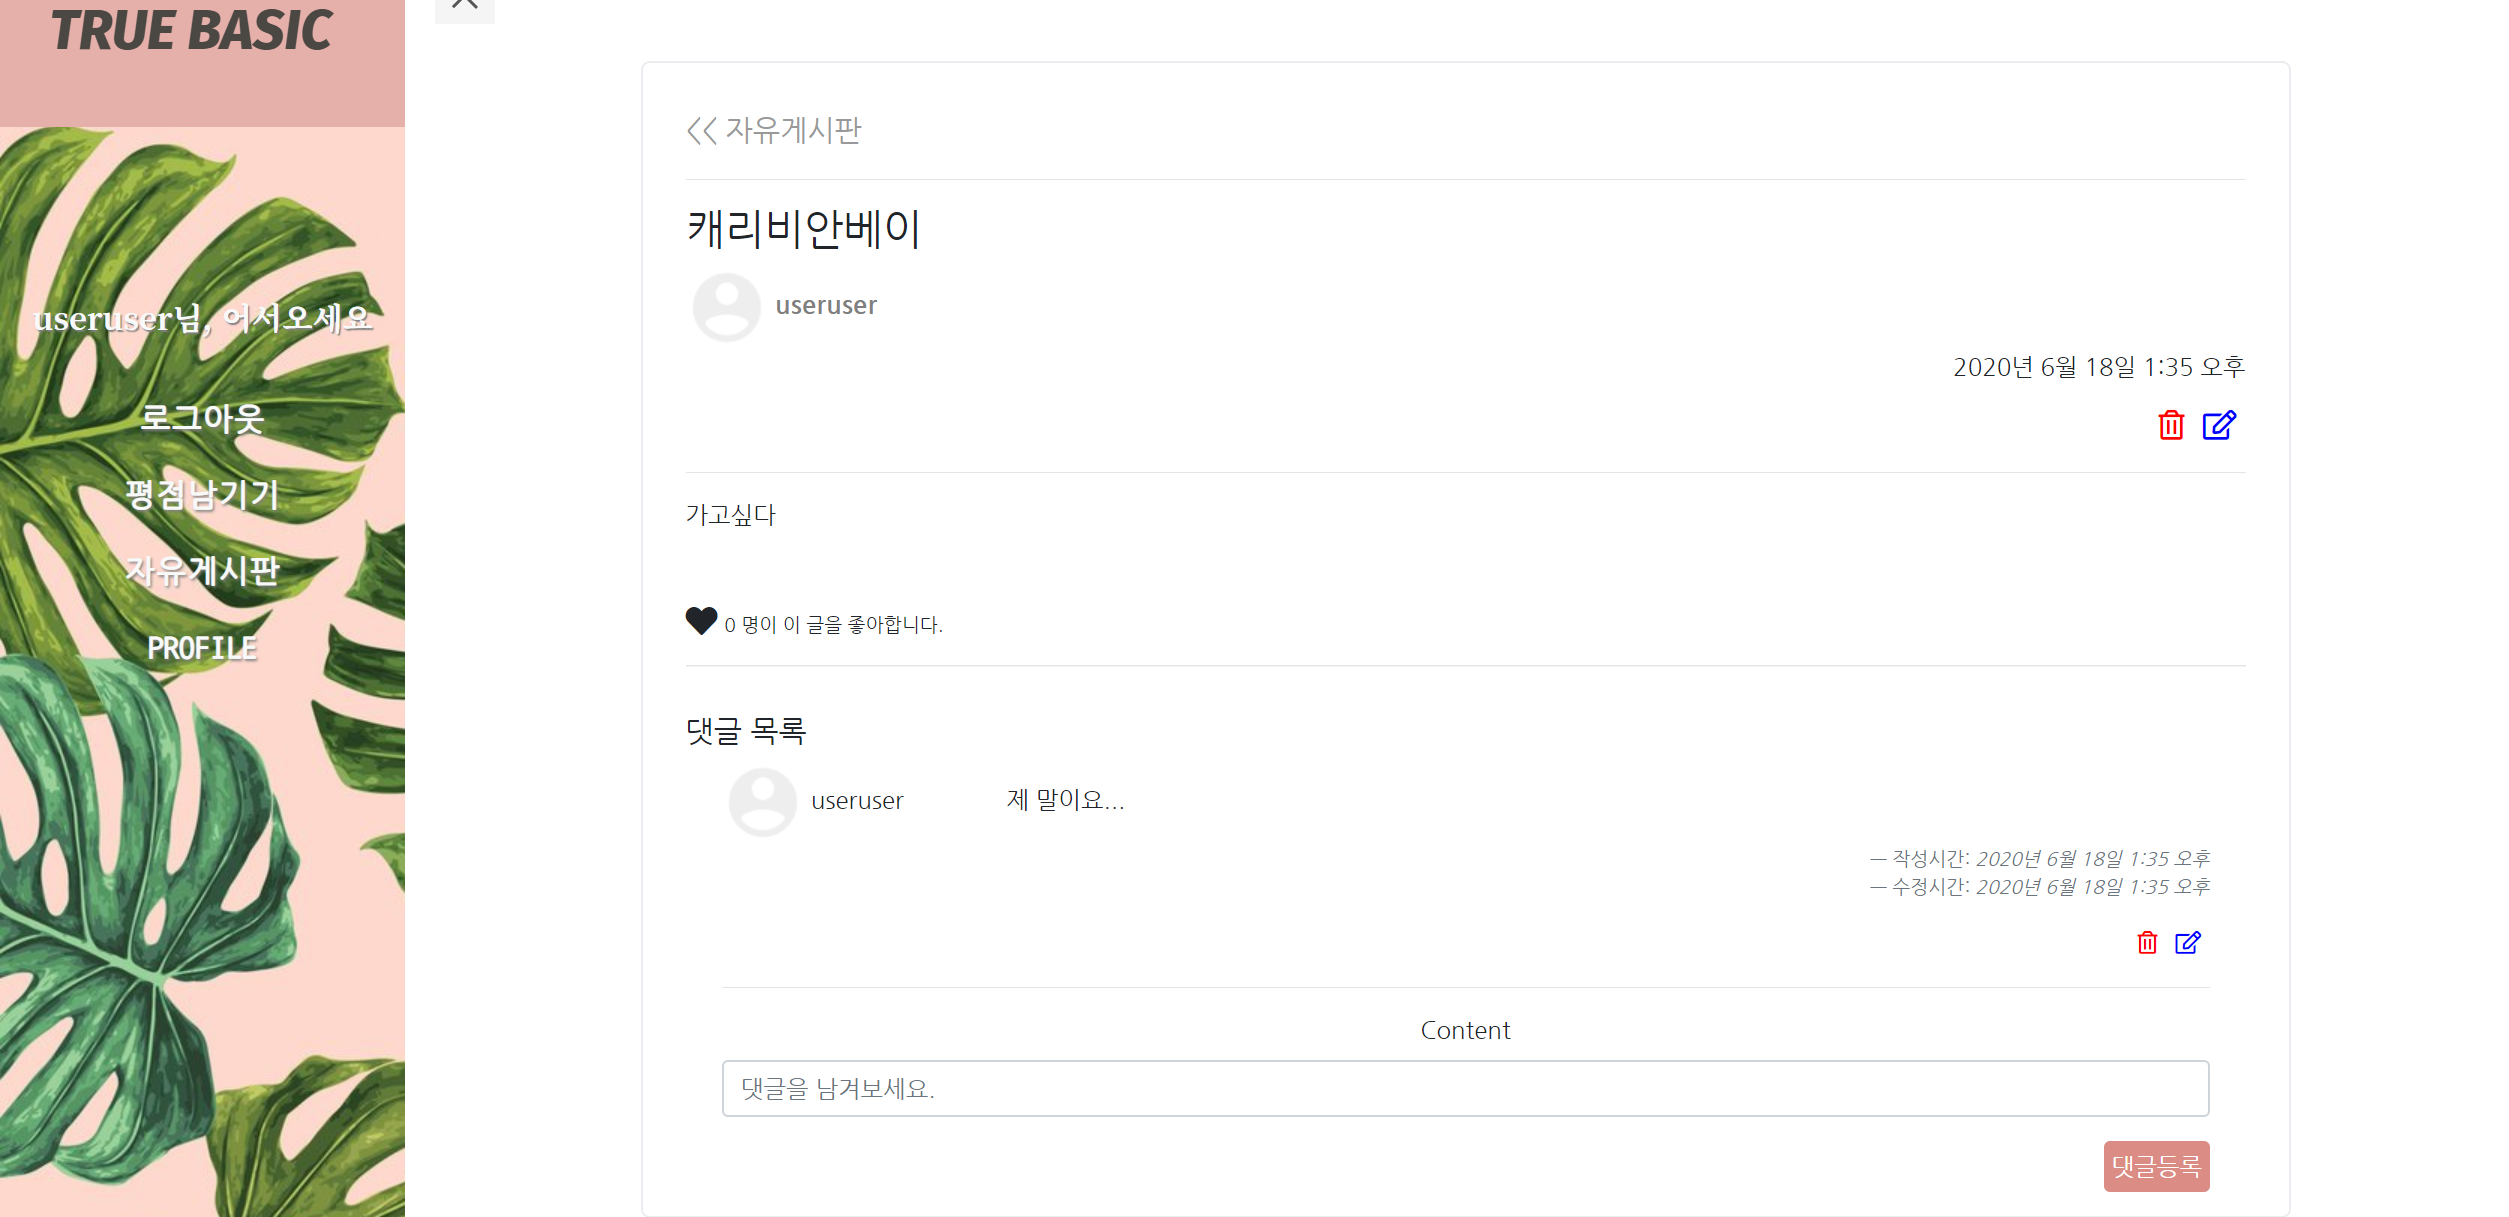 TRUE BASIC
useruser님, 어서오세요
로그아웃
평점남기기
자유게시판
PROFILE
자유게시판
캐리비안베이
useruser
2020년 6월 18일 1:35 오후
가고싶다
0 명이 이 글을 좋아합니다.
댓글 목록
useruser 제 말이요...
— 작성시간: 2020년 6월 18일 1:35 오후
— 수정시간: 2020년 6월 18일 1:35 오후
Content
댓글을 남겨보세요.
댓글등록